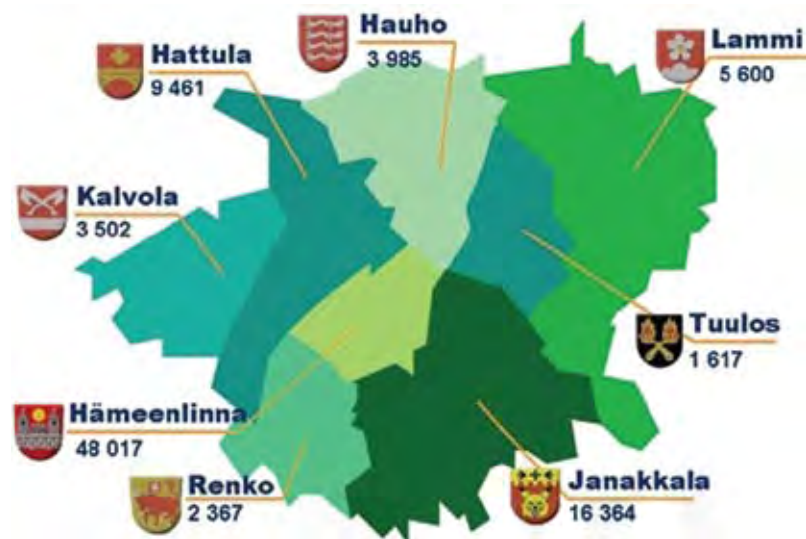 Hauho
3 985
Lammi
5 600
Hattula
9 461
Kalvola
3 502
Tuulos
1 617
Hämeenlinna
48 017
Renko
2 367
Janakkala
16 364